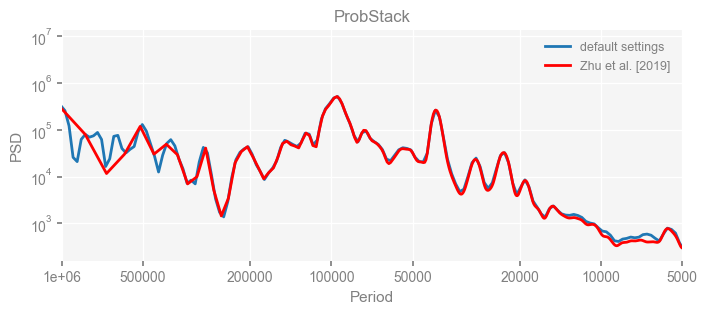 ProbStack
PSD
10^7
10^6
10^5
10^4
10^3
default settings
Zhu et al. [2019]
1e+06 500000 200000 100000 50000 20000 10000 5000
Period